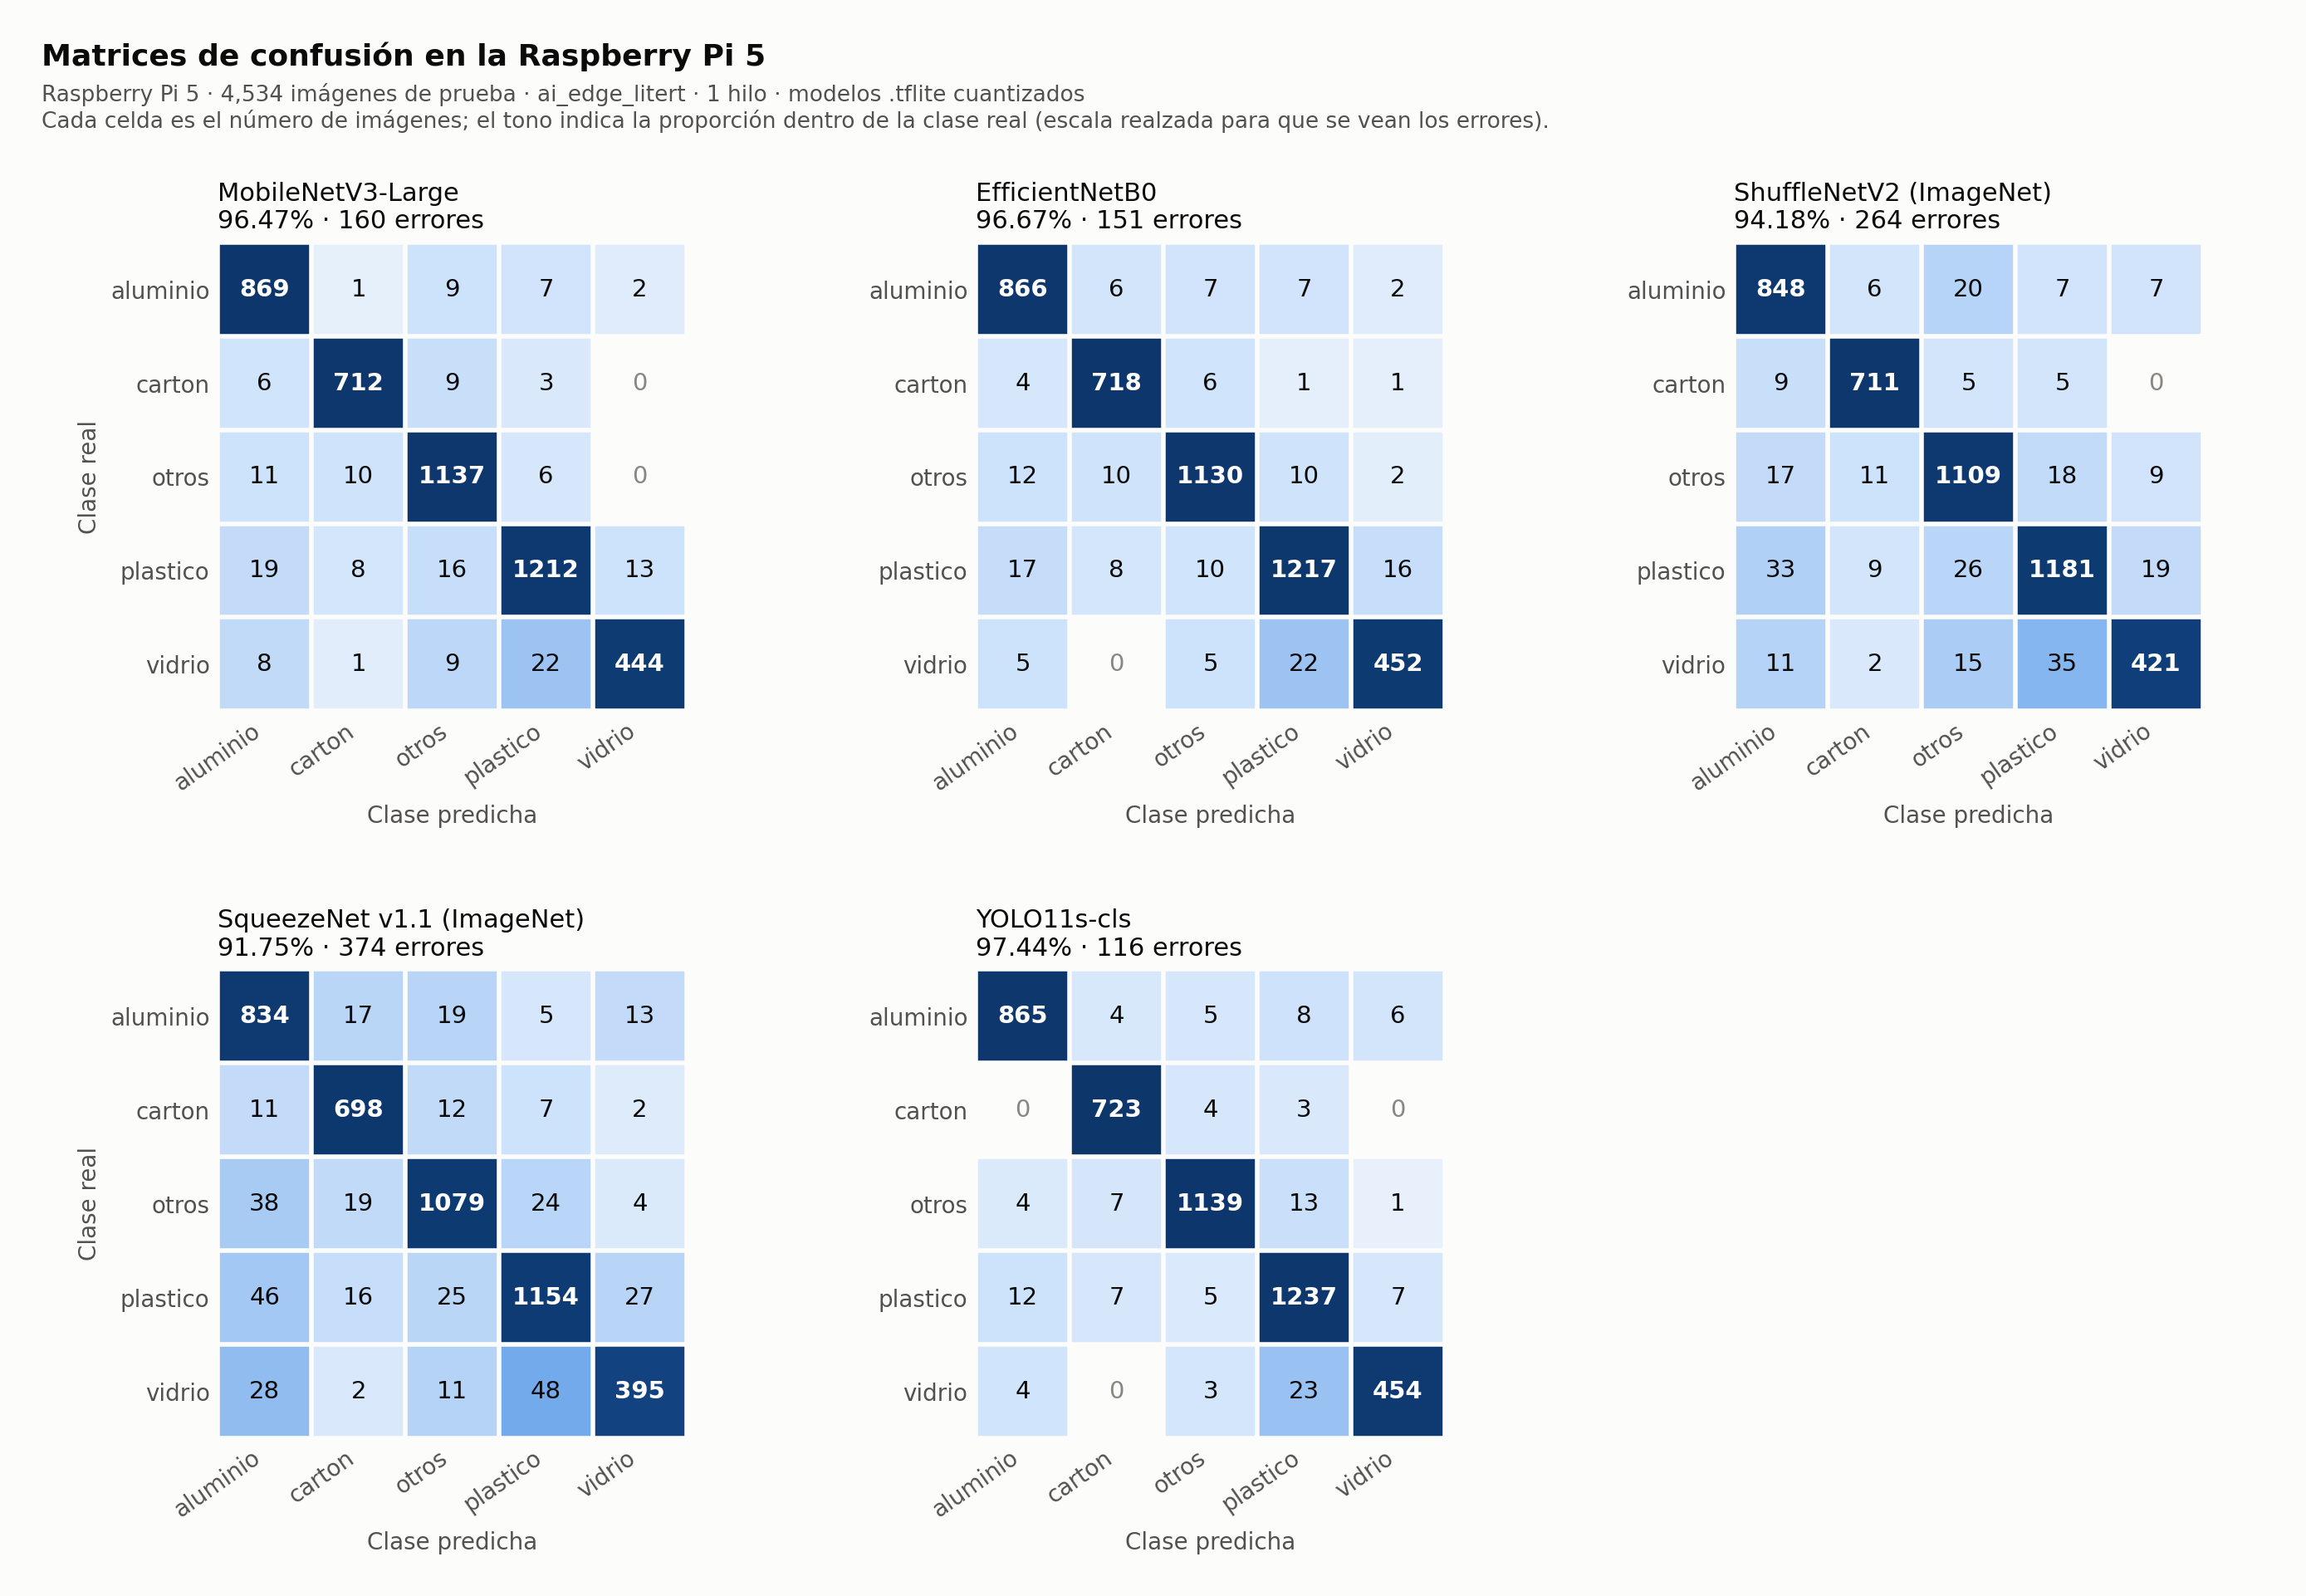 Matrices de confusión en la Raspberry Pi 5
Raspberry Pi 5 · 4,534 imágenes de prueba · ai_edge_litert · 1 hilo · modelos .tflite cuantizados
Cada celda es el número de imágenes; el tono indica la proporción dentro de la clase real (escala realzada para que se vean los errores).
MobileNetV3-Large
96.47% · 160 errores
Clase real
aluminio 869 1 9 7 2
carton 6 712 9 3 0
otros 11 10 1137 6 0
plastico 19 8 16 1212 13
vidrio 8 1 9 22 444
aluminio carton otros plastico vidrio
Clase predicha
EfficientNetB0
96.67% · 151 errores
aluminio 866 6 7 7 2
carton 4 718 6 1 1
otros 12 10 1130 10 2
plastico 17 8 10 1217 16
vidrio 5 0 5 22 452
aluminio carton otros plastico vidrio
Clase predicha
ShuffleNetV2 (ImageNet)
94.18% · 264 errores
aluminio 848 6 20 7 7
carton 9 711 5 5 0
otros 17 11 1109 18 9
plastico 33 9 26 1181 19
vidrio 11 2 15 35 421
aluminio carton otros plastico vidrio
Clase predicha
SqueezeNet v1.1 (ImageNet)
91.75% · 374 errores
Clase real
aluminio 834 17 19 5 13
carton 11 698 12 7 2
otros 38 19 1079 24 4
plastico 46 16 25 1154 27
vidrio 28 2 11 48 395
aluminio carton otros plastico vidrio
Clase predicha
YOLO11s-cls
97.44% · 116 errores
aluminio 865 4 5 8 6
carton 0 723 4 3 0
otros 4 7 1139 13 1
plastico 12 7 5 1237 7
vidrio 4 0 3 23 454
aluminio carton otros plastico vidrio
Clase predicha